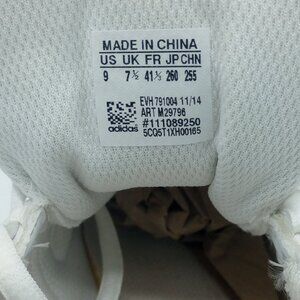 MADE IN CHINA
US UK FR JP CHN
9 7½ 41⅓ 260 255
EVH 791004 11/14
ART M29796
#111089250
adidas 5CQ5T1XH00165